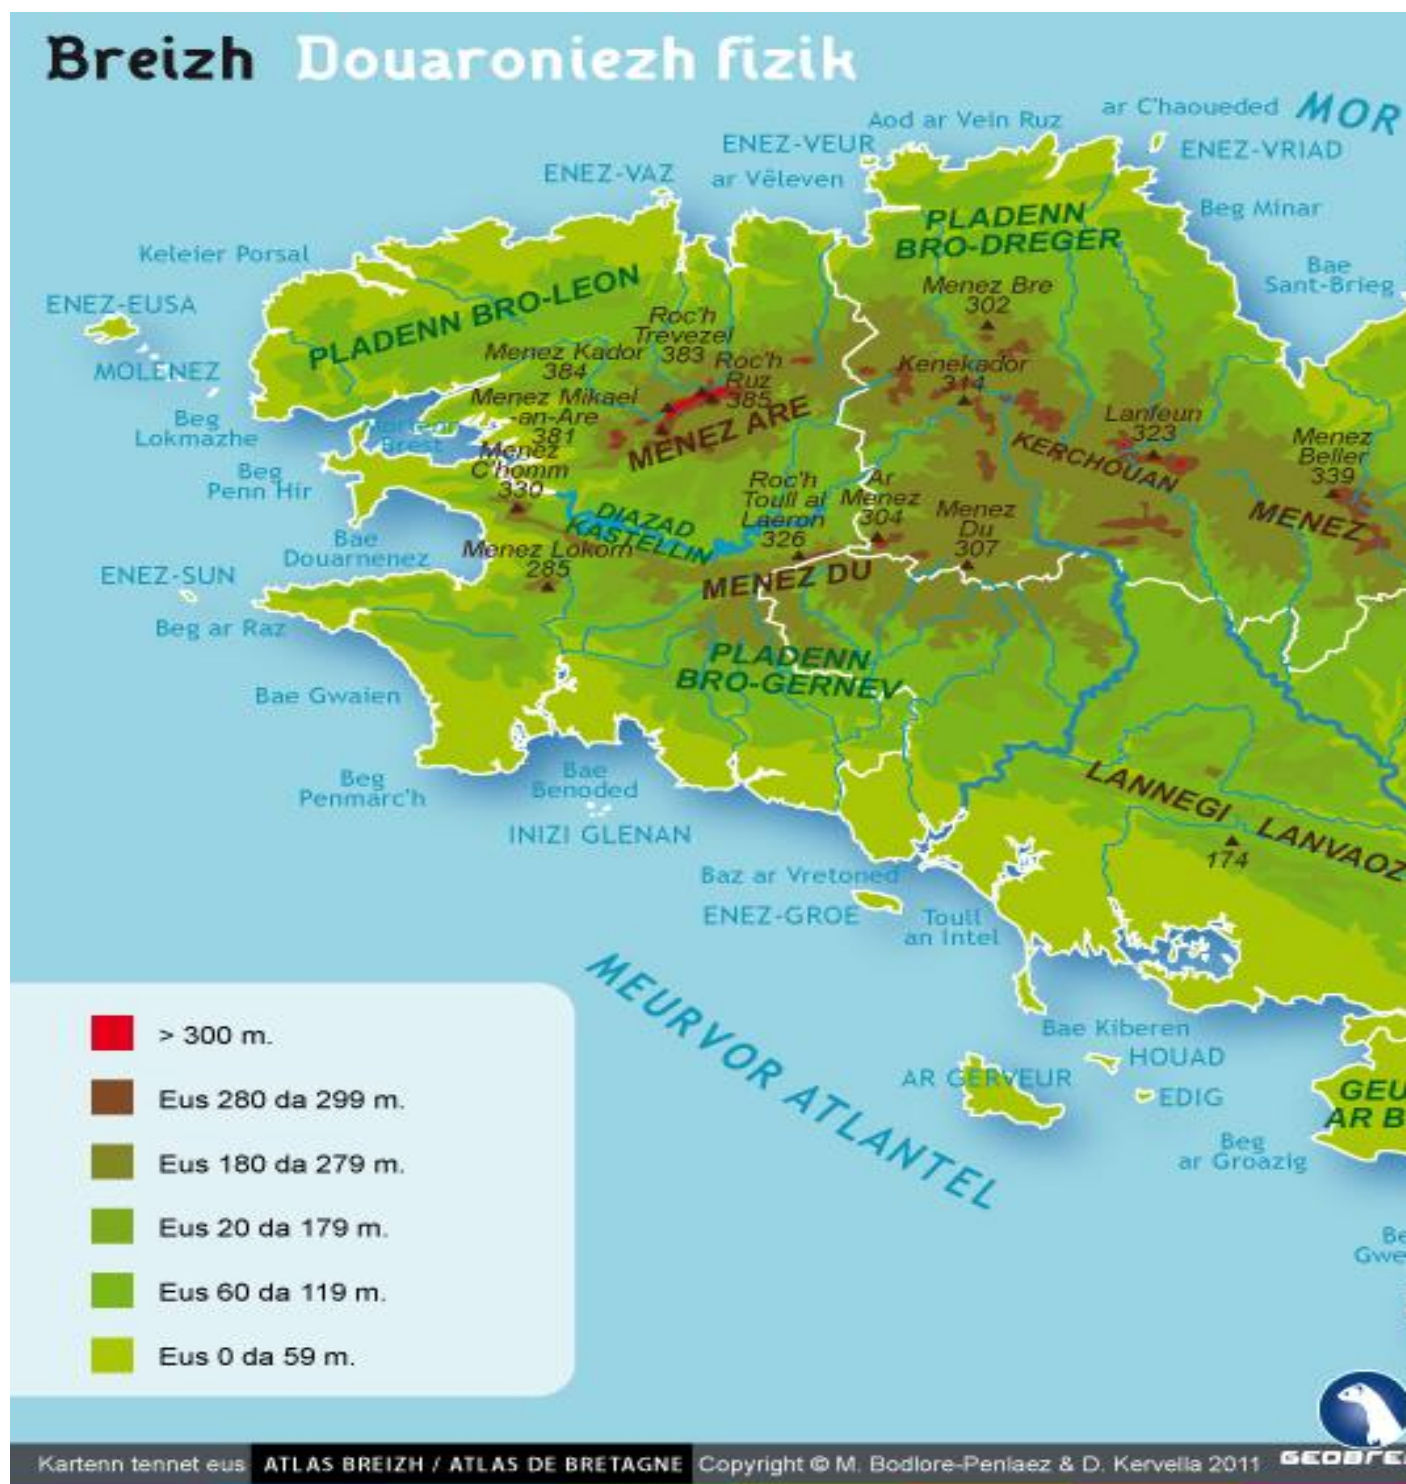 Breizh Douaroniezh fizik
MOR
ar C'haoueded
Aod ar Vein Ruz
ENEZ-VEUR
ENEZ-VRIAD
ENEZ-VAZ
ar Vêleven
Beg Minar
PLADENN
BRO-DREGER
Keleier Porsal
Bae
Sant-Brieg
ENEZ-EUSA
PLADENN BRO-LEON
Menez Bre
302
Roc'h
Trevezel
383
Menez Kador
384
Roc'h
Ruz
385
Kenekador
314
MOLENEZ
Menez Mikael
-an-Are
381
MENEZ ARE
Lanfeun
323
Beg
Lokmazhe
Brest
KERCHOUAN
Menez
Beller
339
Menez
C'homm
330
Beg
Penn Hir
Roc'h
Toull al
Laeron
326
Ar
Menez
304
Menez
Du
307
MENEZ
DIAZAD
KASTELLIN
Bae
Douarnenez
Menez Lokorn
285
ENEZ-SUN
MENEZ DU
Beg ar Raz
PLADENN
BRO-GERNEV
Bae Gwaien
Beg
Penmarc'h
Bae
Benoded
LANNEGI LANVAOZ
INIZI GLENAN
174
Baz ar Vretoned
ENEZ-GROE
Toull
an Intel
MEURVOR ATLANTEL
Bae Kiberen
HOUAD
AR GERVEUR
EDIG
GEU
AR B
Beg
ar Groazig
Be
Gwe
> 300 m.
Eus 280 da 299 m.
Eus 180 da 279 m.
Eus 20 da 179 m.
Eus 60 da 119 m.
Eus 0 da 59 m.
Kartenn tennet eus ATLAS BREIZH / ATLAS DE BRETAGNE Copyright © M. Bodlore-Penlaez & D. Kervella 2011 GEOBRE